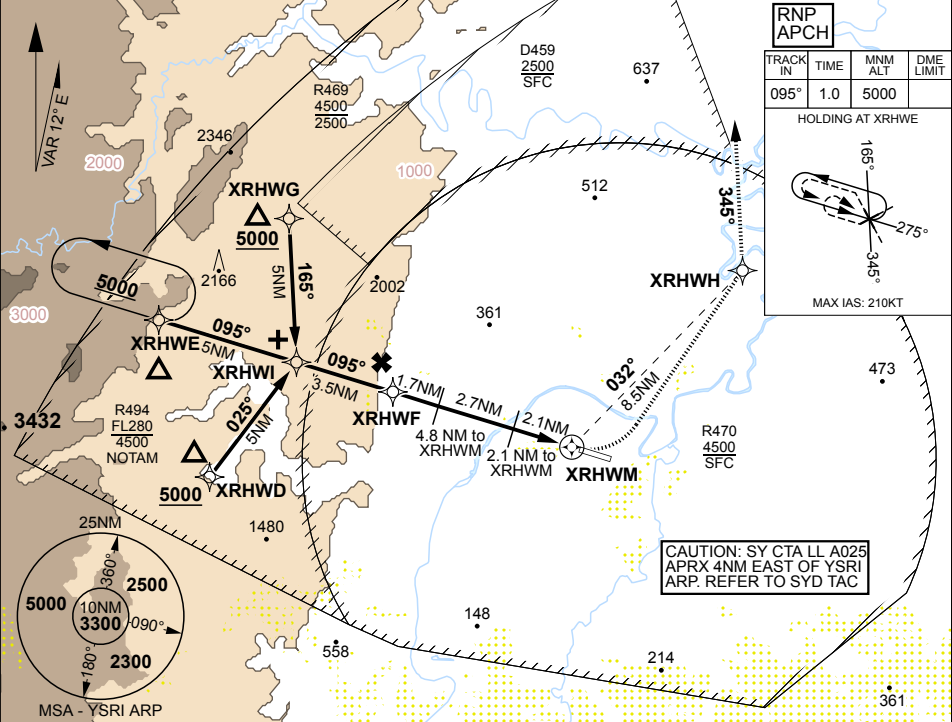 RNP
APCH
TRACK IN TIME MNM ALT DME LIMIT
095° 1.0 5000
HOLDING AT XRHWE
165°
275°
345°
MAX IAS: 210KT
VAR 12° E
D459
2500
SFC
637
R469
4500
2500
2346
2000
1000
XRHWG
5000
512
345°
165°
5NM
2166
2002
XRHWH
5000
3000
361
095°
5NM
XRHWE
XRHWI
095°
3.5NM
1.7NM
2.7NM
2.1NM
032°
8.5NM
473
XRHWF
025°
5NM
4.8 NM to
XRHWM
2.1 NM to
XRHWM
XRHWM
3432
R494
FL280
4500
NOTAM
R470
4500
SFC
5000
XRHWD
1480
CAUTION: SY CTA LL A025
APRX 4NM EAST OF YSRI
ARP. REFER TO SYD TAC
25NM
360°
2500
5000
10NM
3300
090°
180°
2300
MSA - YSRI ARP
148
558
214
361